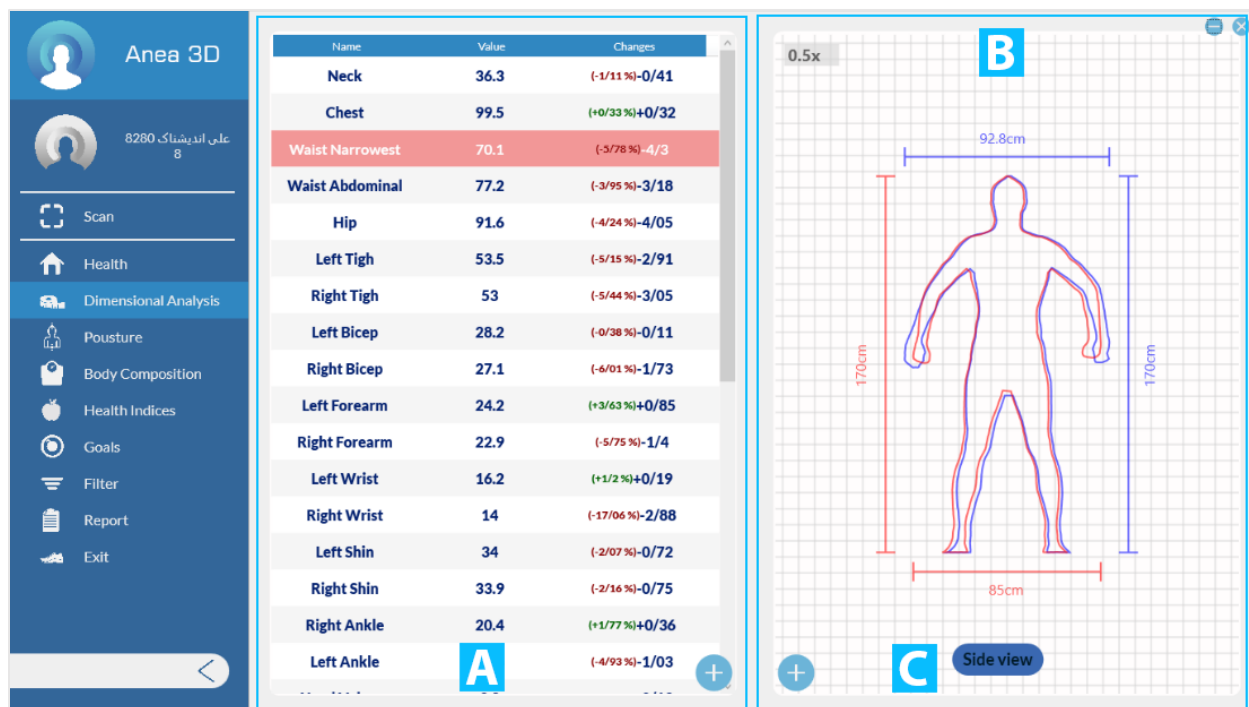 Anea 3D
علی اندیشناک 8280
8
Scan
Health
Dimensional Analysis
Pousture
Body Composition
Health Indices
Goals
Filter
Report
Exit
Name Value Changes
Neck 36.3 (-1/11 %)-0/41
Chest 99.5 (+0/33 %)+0/32
Waist Narrowest 70.1 (-5/78 %)-4/3
Waist Abdominal 77.2 (-3/95 %)-3/18
Hip 91.6 (-4/24 %)-4/05
Left Tigh 53.5 (-5/15 %)-2/91
Right Tigh 53 (-5/44 %)-3/05
Left Bicep 28.2 (-0/38 %)-0/11
Right Bicep 27.1 (-6/01 %)-1/73
Left Forearm 24.2 (+3/63 %)+0/85
Right Forearm 22.9 (-5/75 %)-1/4
Left Wrist 16.2 (+1/2 %)+0/19
Right Wrist 14 (-17/06 %)-2/88
Left Shin 34 (-2/07 %)-0/72
Right Shin 33.9 (-2/16 %)-0/75
Right Ankle 20.4 (+1/77 %)+0/36
Left Ankle (-4/93 %)-1/03
A
0.5x
B
92.8cm
170cm
170cm
85cm
C
Side view